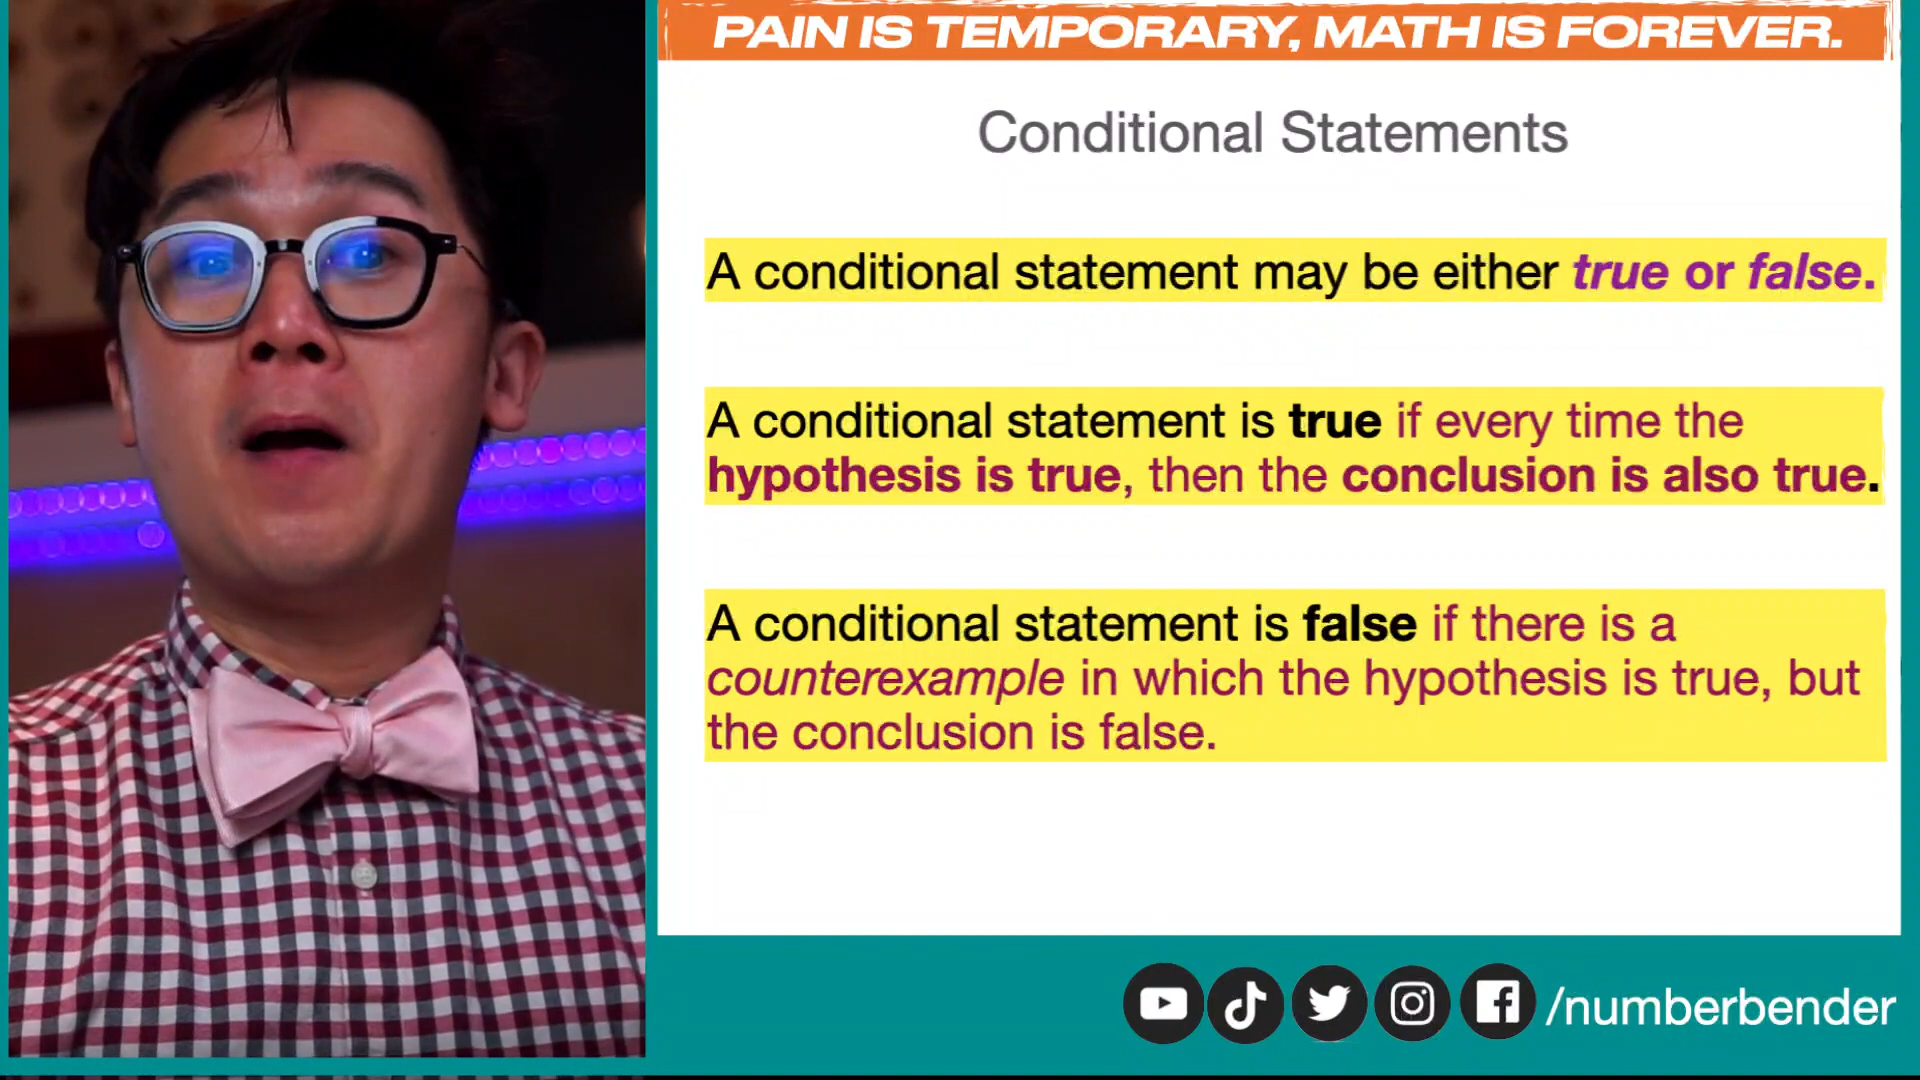 PAIN IS TEMPORARY, MATH IS FOREVER.
Conditional Statements
A conditional statement may be either true or false.
A conditional statement is true if every time the
hypothesis is true, then the conclusion is also true.
A conditional statement is false if there is a
counterexample in which the hypothesis is true, but
the conclusion is false.
/numberbender